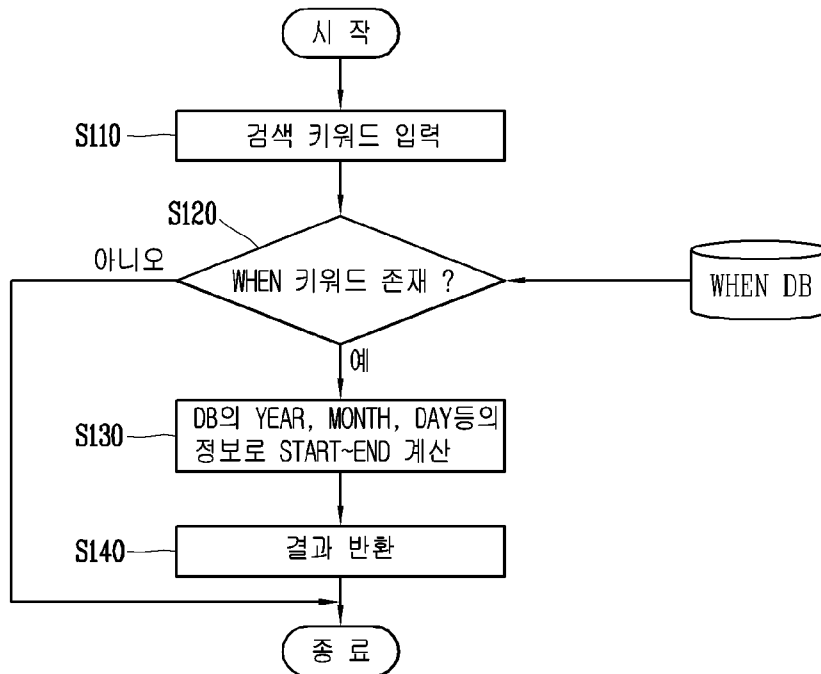 시 작
S110
검색 키워드 입력
S120
아니오
WHEN 키워드 존재 ?
WHEN DB
예
S130
DB의 YEAR, MONTH, DAY등의
정보로 START~END 계산
S140
결과 반환
종 료